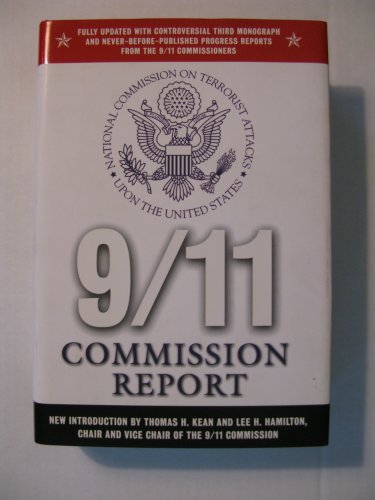 FULLY UPDATED WITH CONTROVERSIAL THIRD MONOGRAPH
AND NEVER-BEFORE-PUBLISHED PROGRESS REPORTS
FROM THE 9/11 COMMISSIONERS
NATIONAL COMMISSION ON TERRORIST ATTACKS
UPON THE UNITED STATES
9/11
COMMISSION
REPORT
NEW INTRODUCTION BY THOMAS H. KEAN AND LEE H. HAMILTON,
CHAIR AND VICE CHAIR OF THE 9/11 COMMISSION